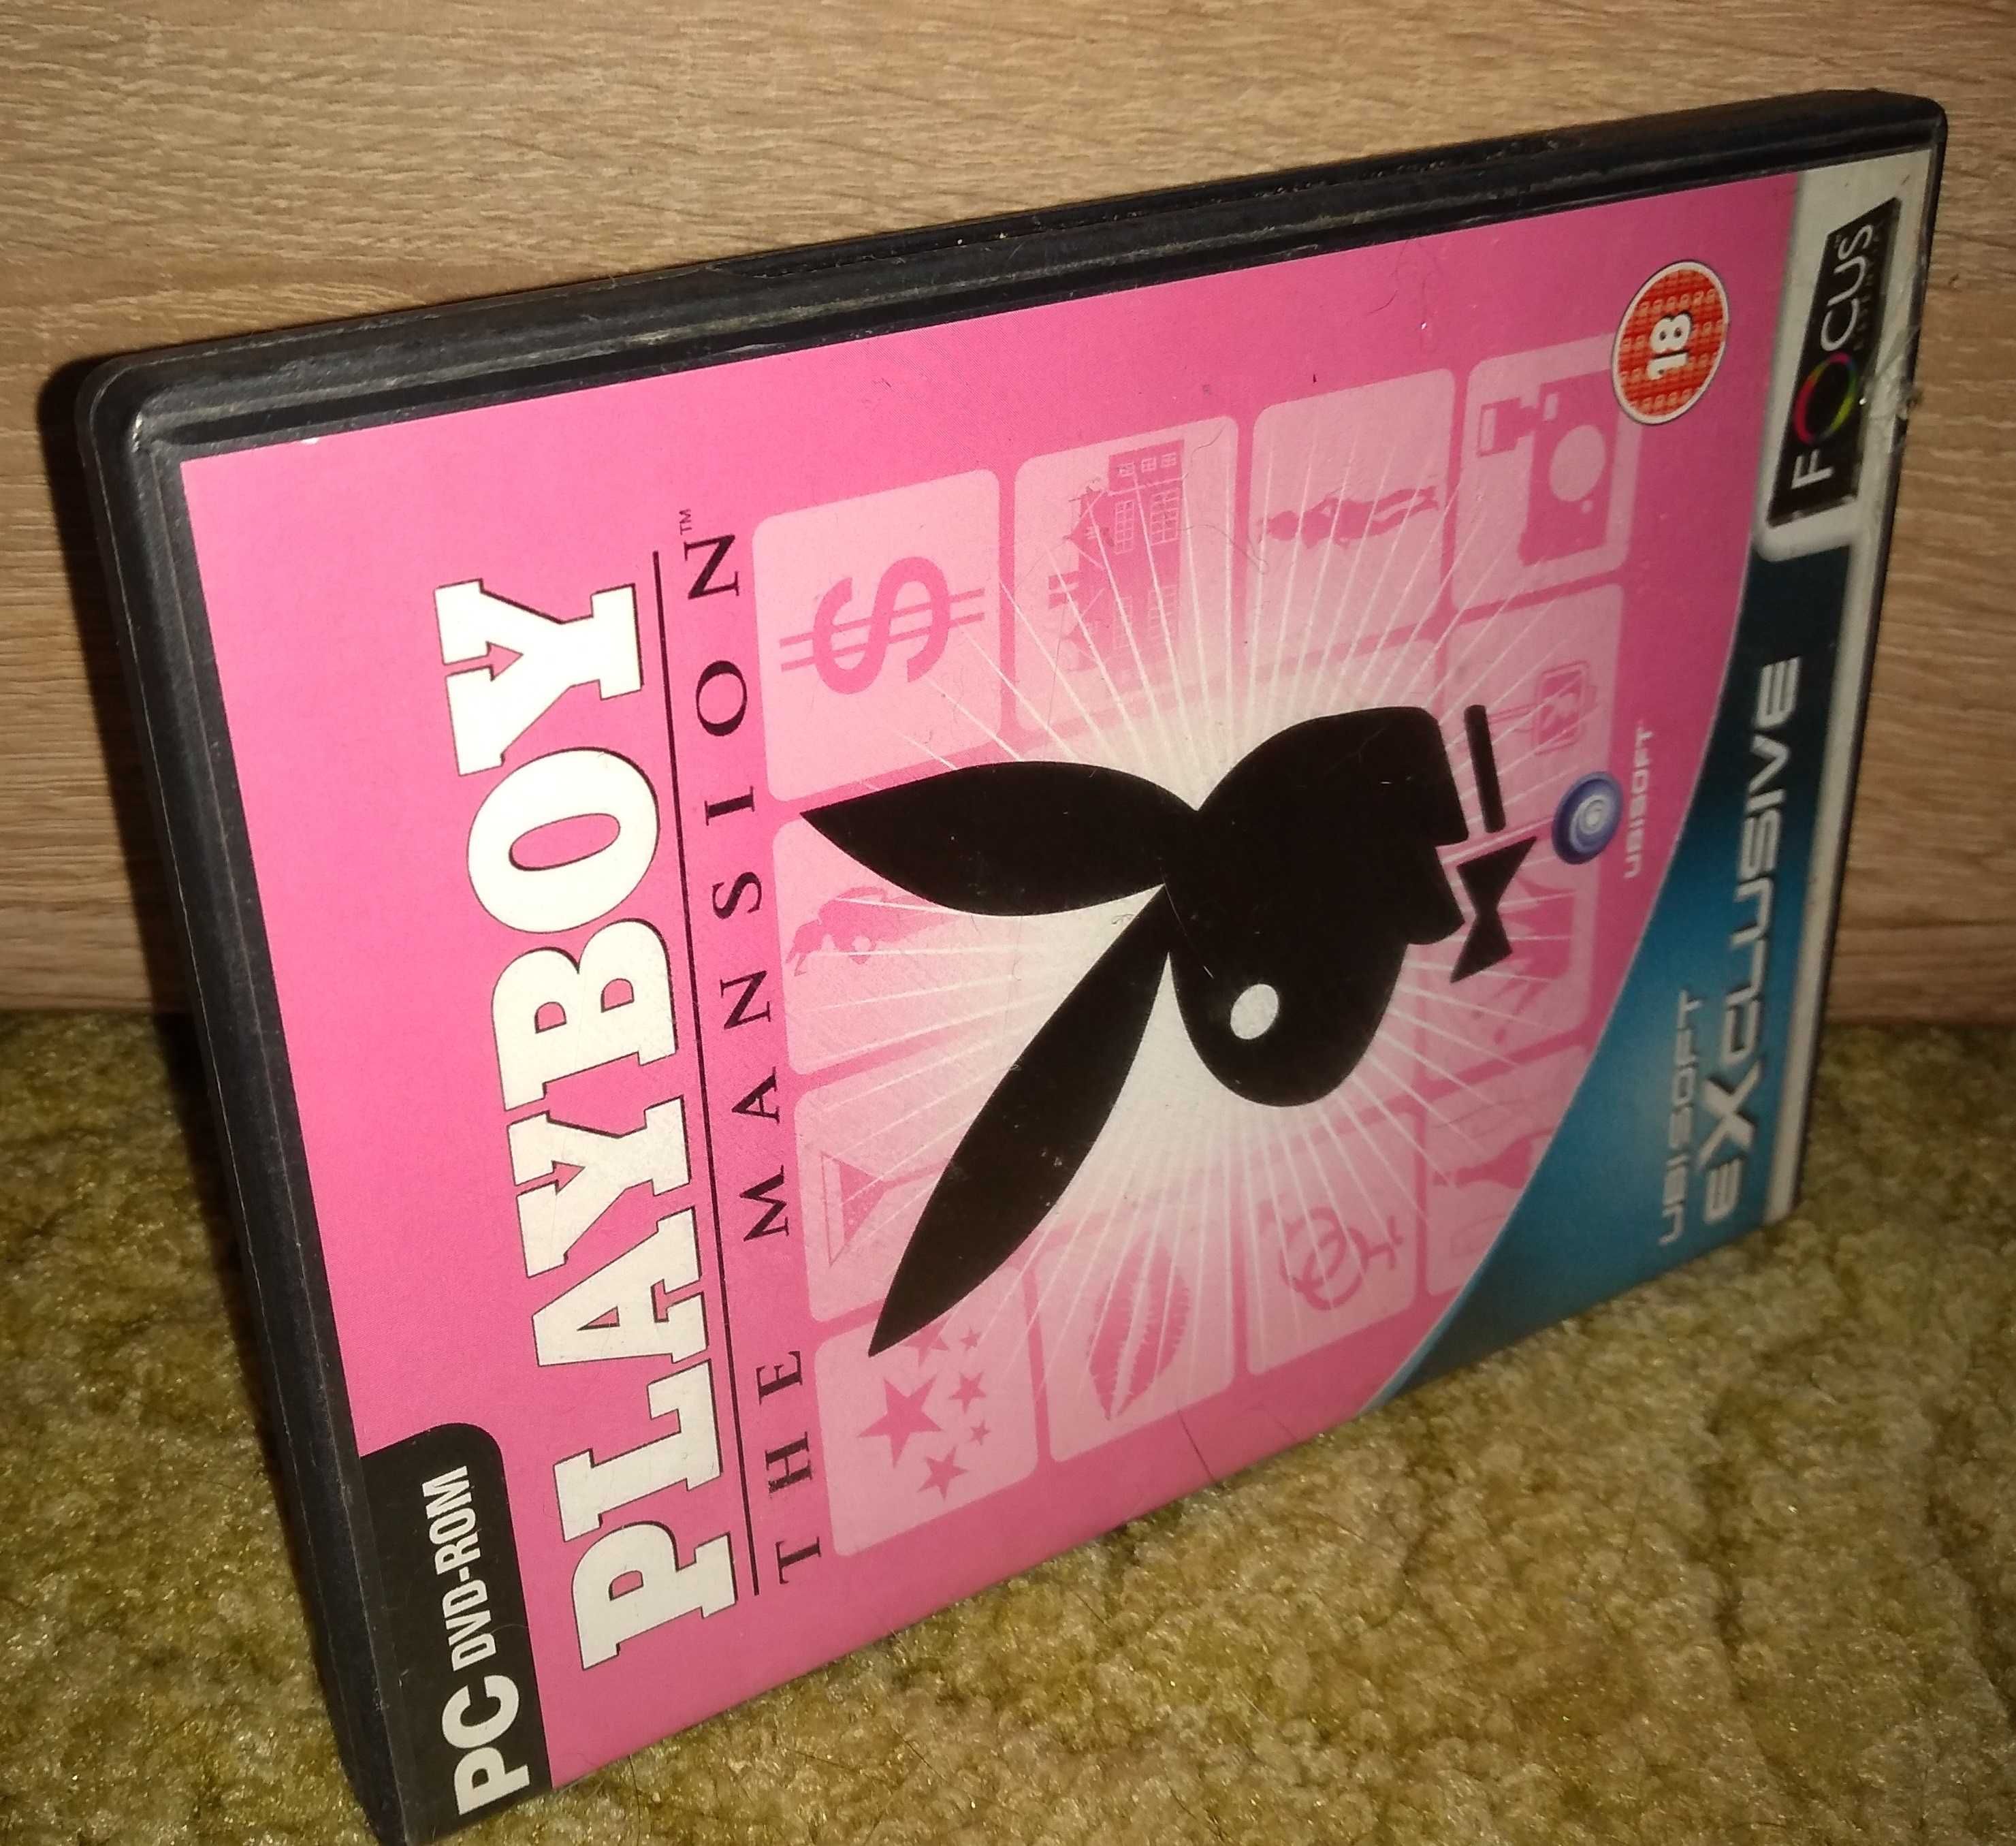 PC DVD-ROM
PLAYBOY
THE MANSION™
$
18
UBISOFT
UBISOFT
EXCLUSIVE
FOCUS